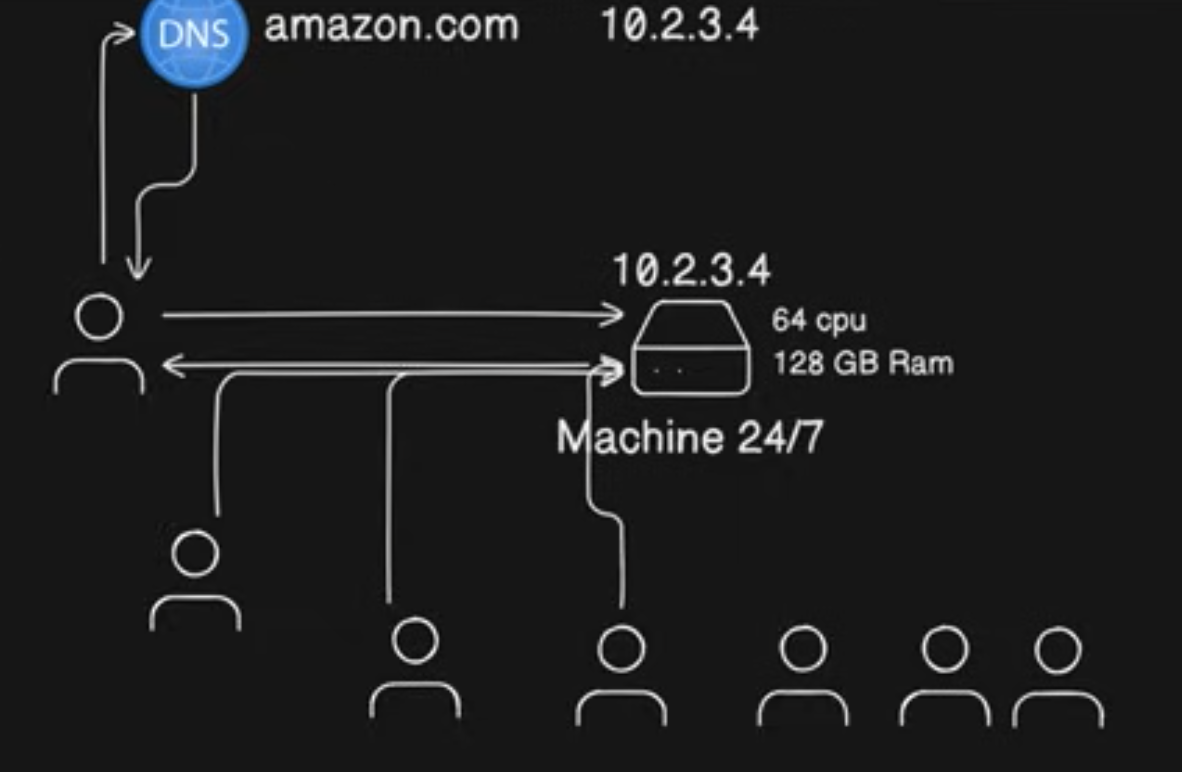 DNS amazon.com 10.2.3.4
10.2.3.4
64 cpu
128 GB Ram
Machine 24/7